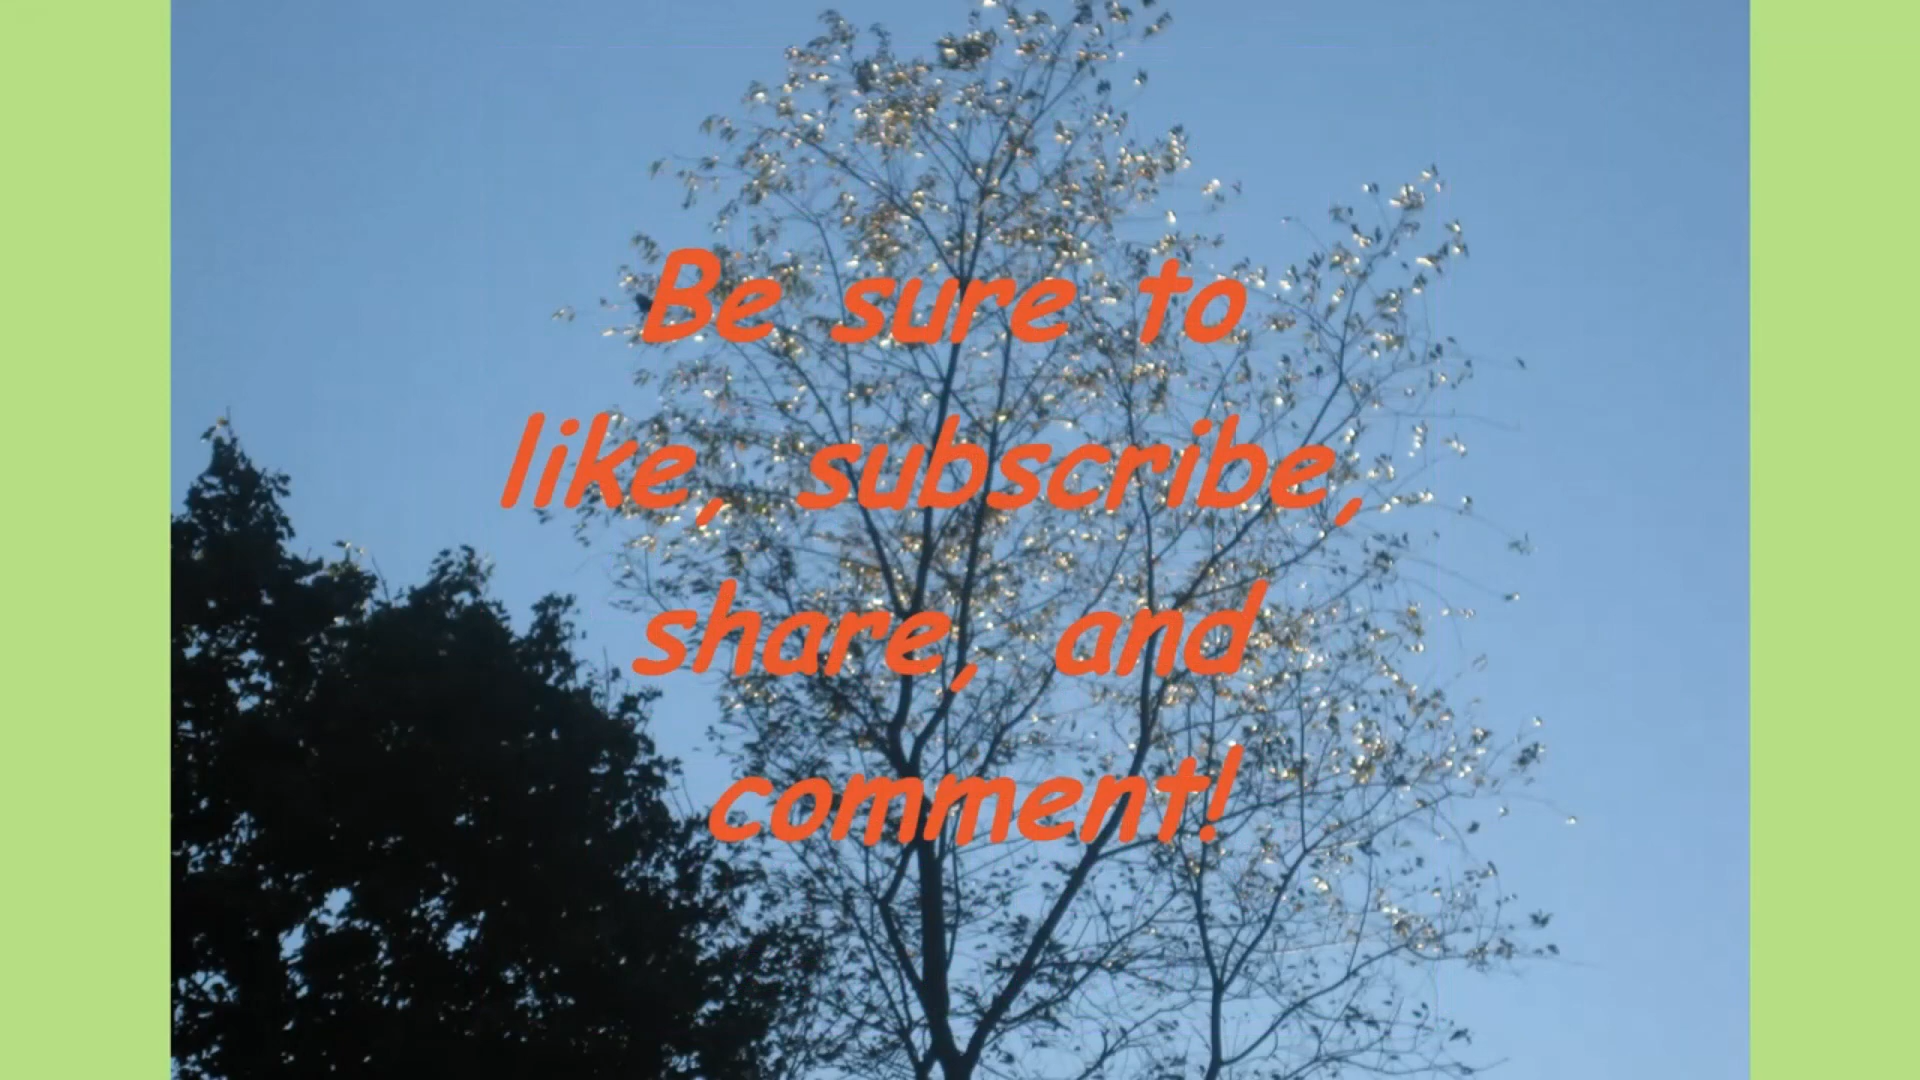 Be sure to
like, subscribe,
share, and
comment!